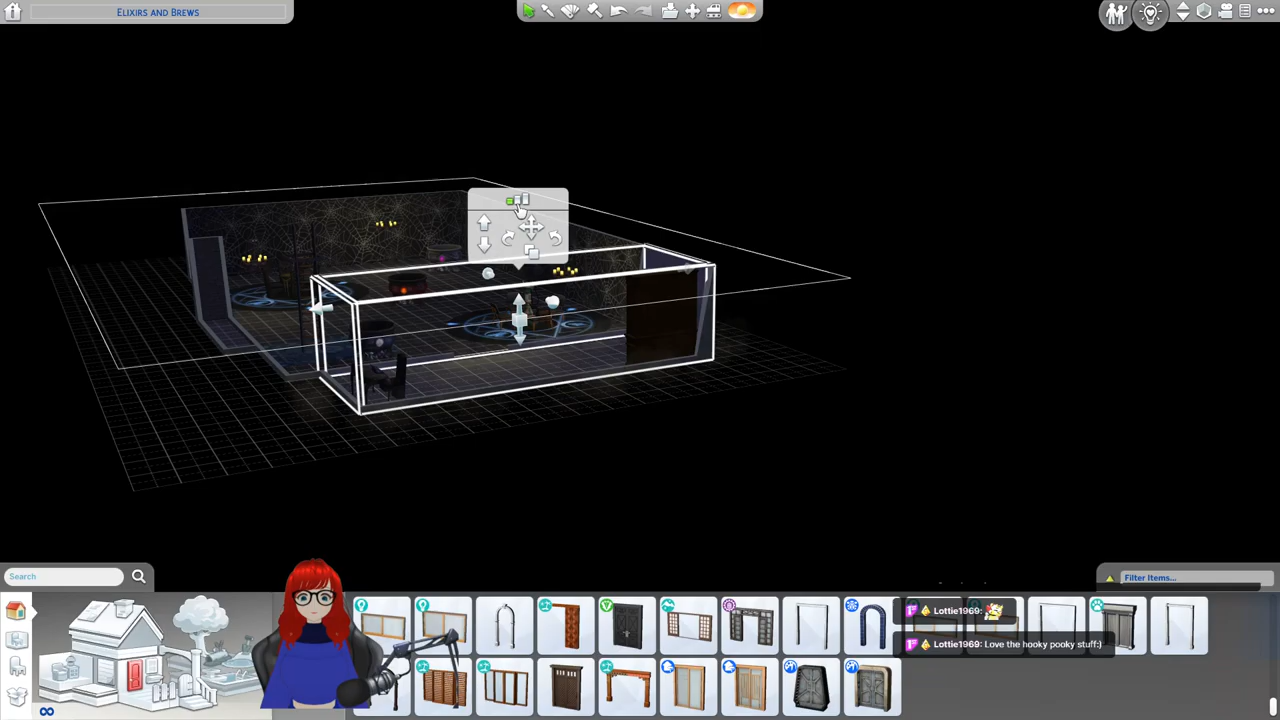 ELIXIRS AND BREWS
Search
Filter Items...
Lottie1969:
Lottie1969: Love the hooky pooky stuff:)